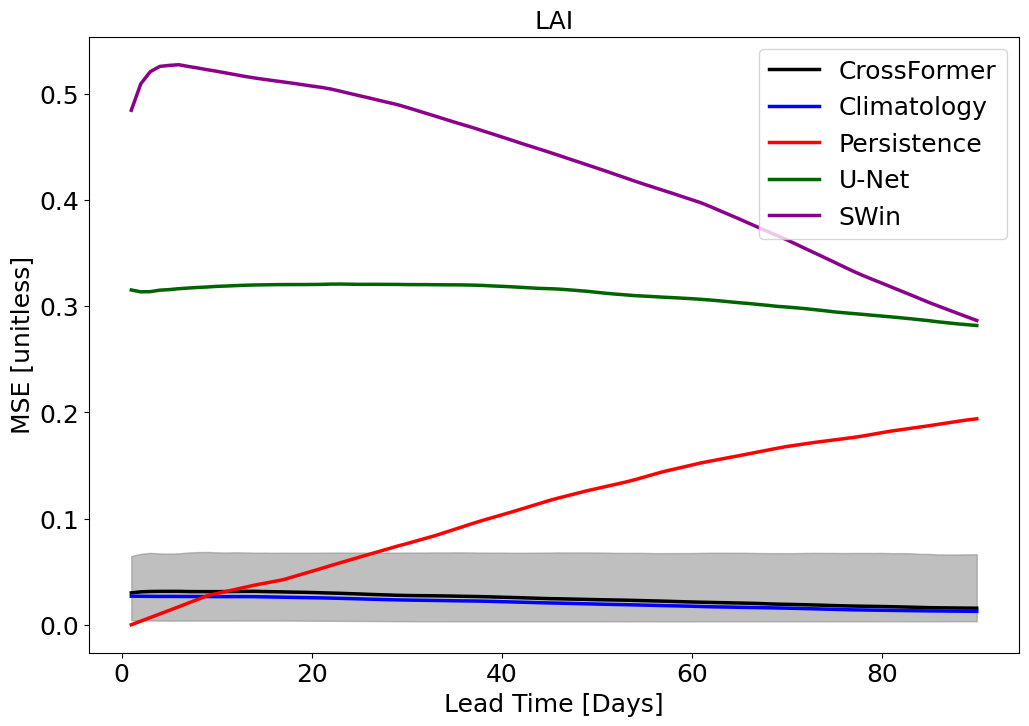 LAI
MSE [unitless]
0.5
0.4
0.3
0.2
0.1
0.0
CrossFormer
Climatology
Persistence
U-Net
SWin
0 20 40 60 80
Lead Time [Days]